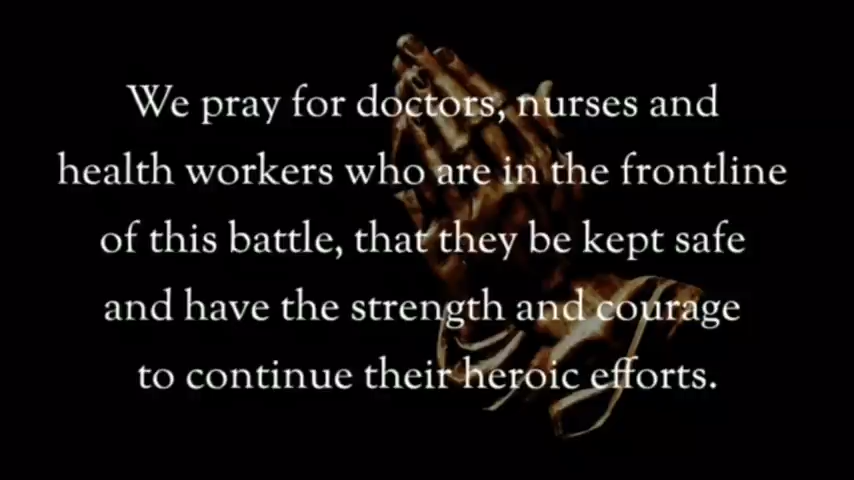 We pray for doctors, nurses and
health workers who are in the frontline
of this battle, that they be kept safe
and have the strength and courage
to continue their heroic efforts.